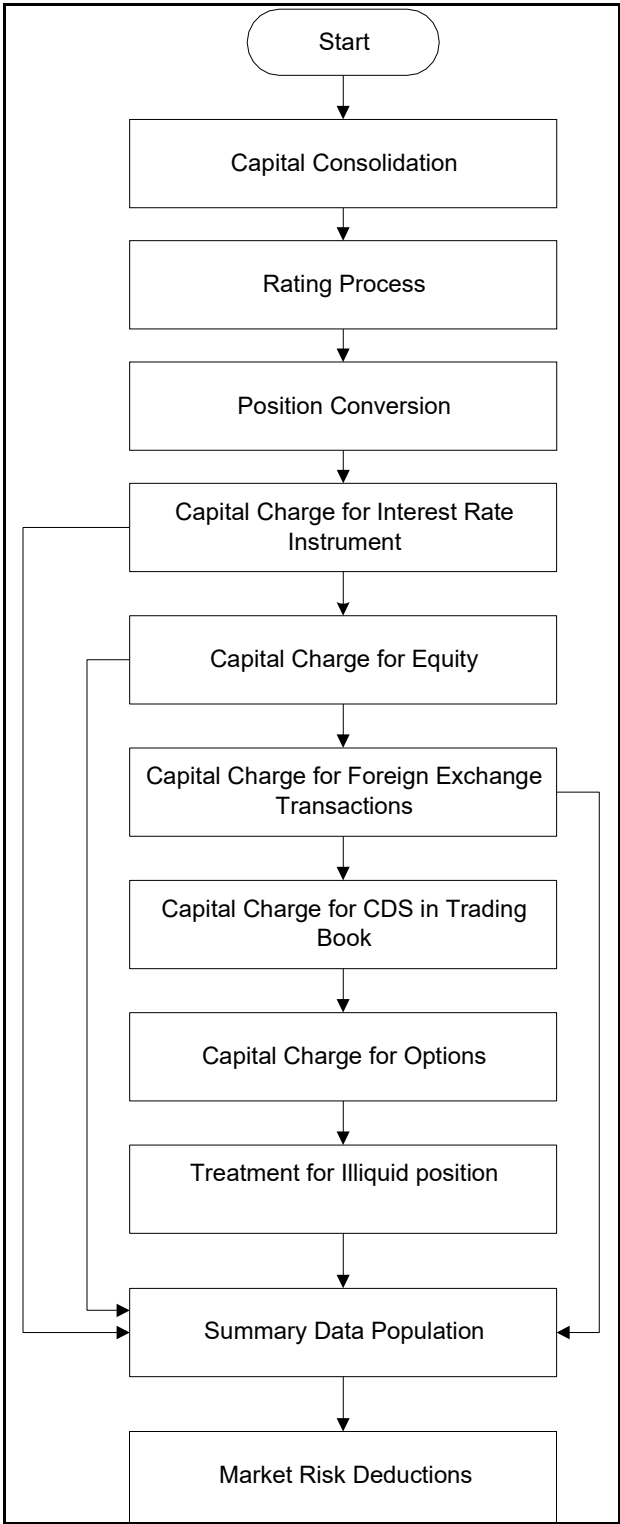 Start
Capital Consolidation
Rating Process
Position Conversion
Capital Charge for Interest Rate
Instrument
Capital Charge for Equity
Capital Charge for Foreign Exchange
Transactions
Capital Charge for CDS in Trading
Book
Capital Charge for Options
Treatment for Illiquid position
Summary Data Population
Market Risk Deductions